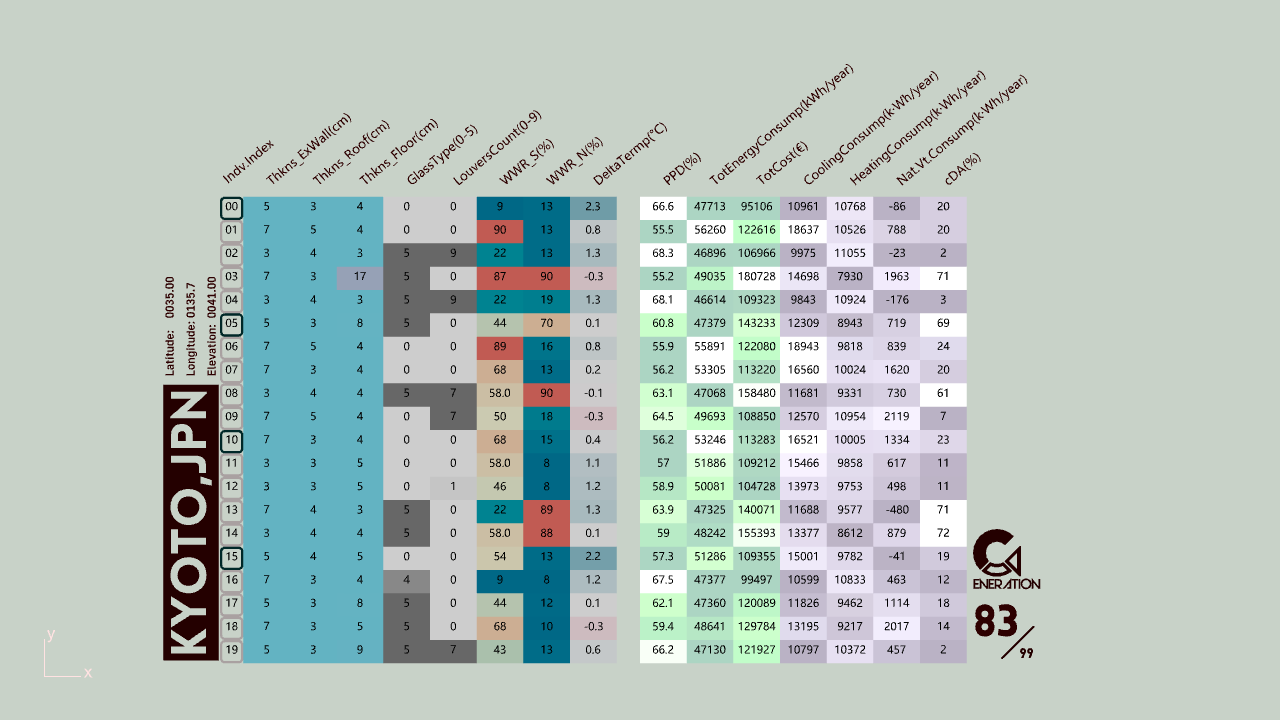 Indv.Index Thkns_ExWall(cm) Thkns_Roof(cm) Thkns_Floor(cm) GlassType(0-5) LouversCount(0-9) WWR_S(%) WWR_N(%) DeltaTermp(°C) PPD(%) TotEnergyConsump(kWh/year) TotCost(€) CoolingConsump(k·Wh/year) HeatingConsump(k·Wh/year) Nat.Vt.Consump(k·Wh/year) cDA(%)
00 5 3 4 0 0 9 13 2.3 66.6 47713 95106 10961 10768 -86 20
01 7 5 4 0 0 90 13 0.8 55.5 56260 122616 18637 10526 788 20
02 3 4 3 5 9 22 13 1.3 68.3 46896 106966 9975 11055 -23 2
03 7 3 17 5 0 87 90 -0.3 55.2 49035 180728 14698 7930 1963 71
04 3 4 3 5 9 22 19 1.3 68.1 46614 109323 9843 10924 -176 3
05 5 3 8 5 0 44 70 0.1 60.8 47379 143233 12309 8943 719 69
06 7 5 4 0 0 89 16 0.8 55.9 55891 122080 18943 9818 839 24
07 7 3 4 0 0 68 13 0.2 56.2 53305 113220 16560 10024 1620 20
08 3 4 4 5 7 58.0 90 -0.1 63.1 47068 158480 11681 9331 730 61
09 7 5 4 0 7 50 18 -0.3 64.5 49693 108850 12570 10954 2119 7
10 7 3 4 0 0 68 15 0.4 56.2 53246 113283 16521 10005 1334 23
11 3 3 5 0 0 58.0 8 1.1 57 51886 109212 15466 9858 617 11
12 3 3 5 0 1 46 8 1.2 58.9 50081 104728 13973 9753 498 11
13 7 4 3 5 0 22 89 1.3 63.9 47325 140071 11688 9577 -480 71
14 3 4 4 5 0 58.0 88 0.1 59 48242 155393 13377 8612 879 72
15 5 4 5 0 0 54 13 2.2 57.3 51286 109355 15001 9782 -41 19
16 7 3 4 4 0 9 8 1.2 67.5 47377 99497 10599 10833 463 12
17 5 3 8 5 0 44 12 0.1 62.1 47360 120089 11826 9462 1114 18
18 7 3 5 5 0 68 10 -0.3 59.4 48641 129784 13195 9217 2017 14
19 5 3 9 5 7 43 13 0.6 66.2 47130 121927 10797 10372 457 2
Latitude: 0035.00
Longitude: 0135.7
Elevation: 0041.00
KYOTO,JPN
G
ENERATION
83/99
y
x